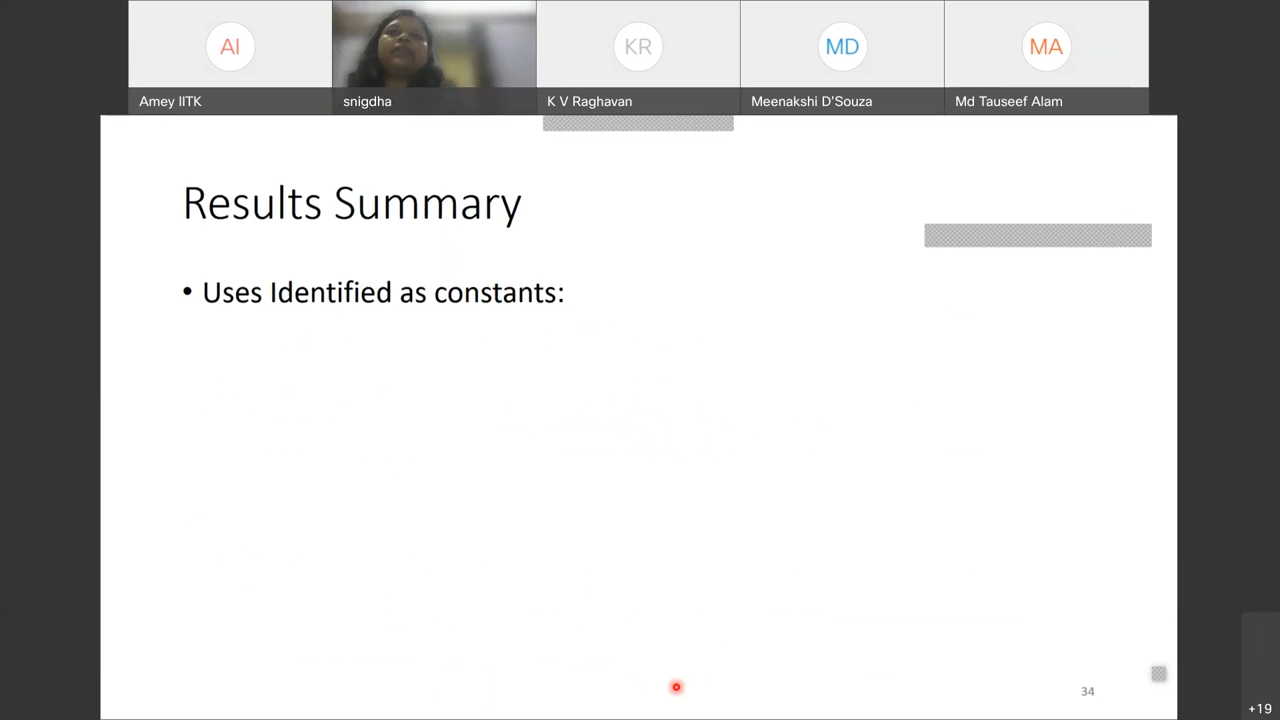 AI
KR
MD
MA
Amey IITK
snigdha
K V Raghavan
Meenakshi D'Souza
Md Tauseef Alam
Results Summary
• Uses Identified as constants:
34
+19